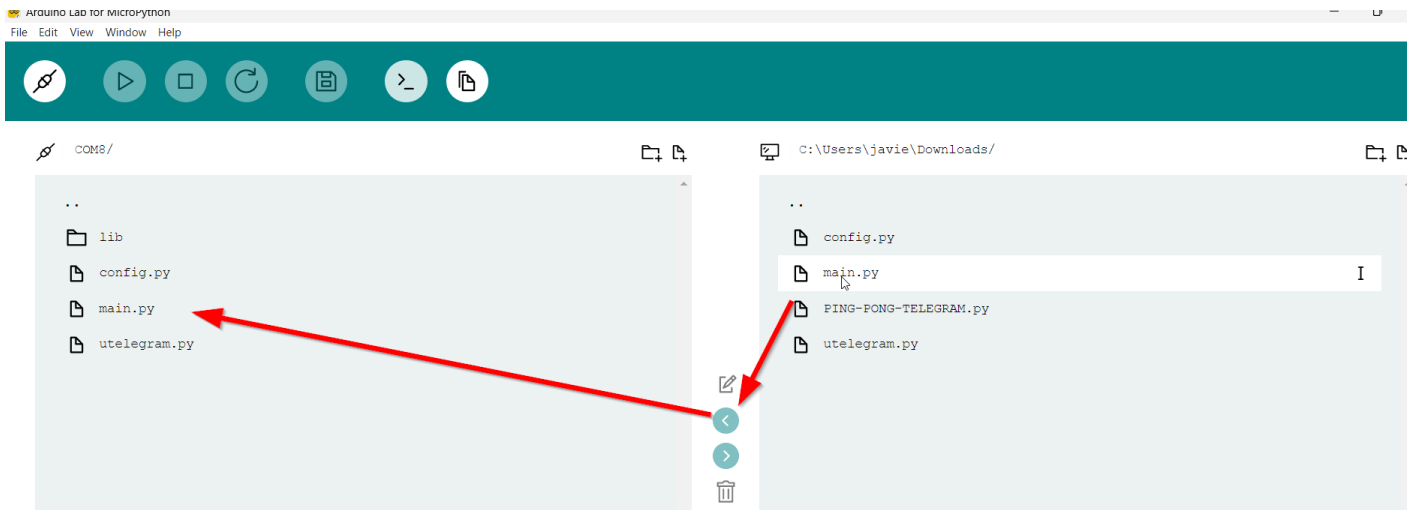 Arduino Lab for MicroPython
File Edit View Window Help
COM8/
..
lib
config.py
main.py
utelegram.py
C:\Users\javie\Downloads/
..
config.py
main.py
PING-PONG-TELEGRAM.py
utelegram.py